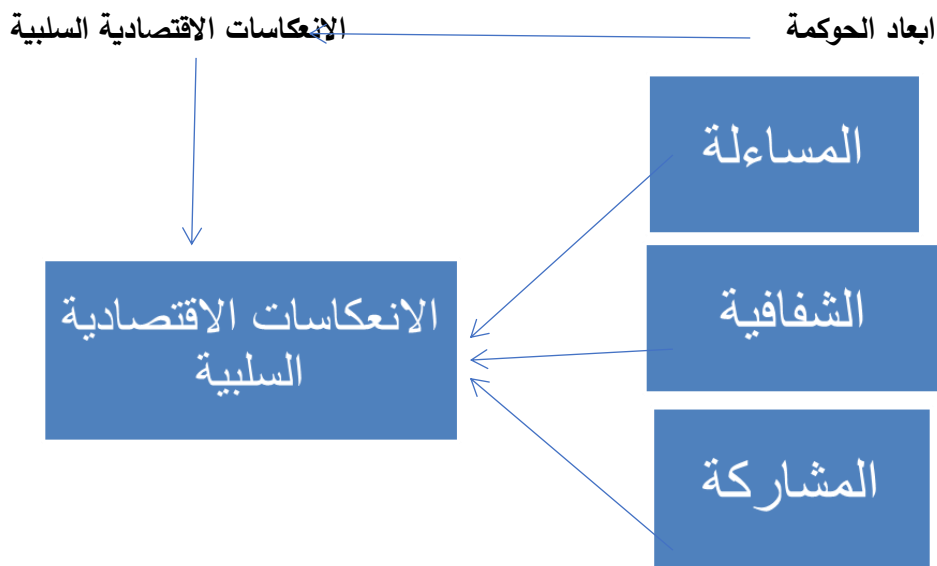 ابعاد الحوكمة
الانعكاسات الاقتصادية السلبية
المساءلة
الشفافية
المشاركة
الانعكاسات الاقتصادية
السلبية